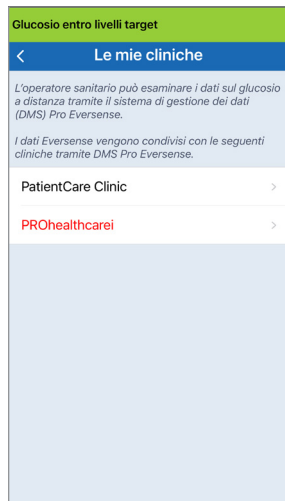 Glucosio entro livelli target
Le mie cliniche
L'operatore sanitario può esaminare i dati sul glucosio
a distanza tramite il sistema di gestione dei dati
(DMS) Pro Eversense.
I dati Eversense vengono condivisi con le seguenti
cliniche tramite DMS Pro Eversense.
PatientCare Clinic
PROhealthcarei